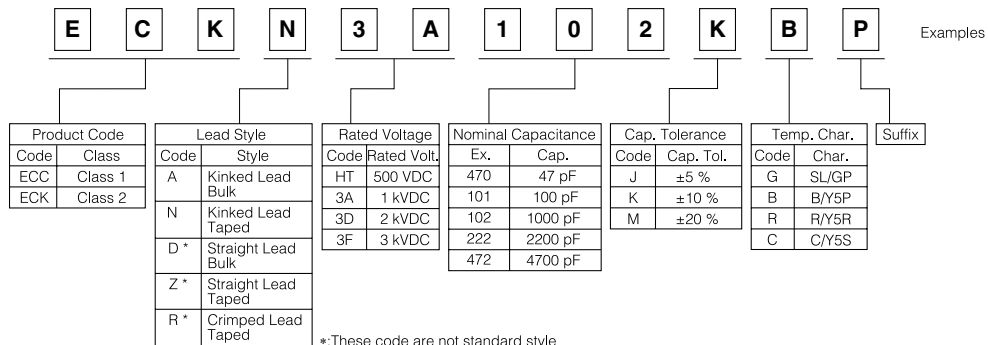 E C K N 3 A 1 0 2 K B P Examples
Product Code
Code Class
ECC Class 1
ECK Class 2
Lead Style
Code Style
A Kinked Lead
Bulk
N Kinked Lead
Taped
D * Straight Lead
Bulk
Z * Straight Lead
Taped
R * Crimped Lead
Taped
Rated Voltage
Code Rated Volt.
HT 500 VDC
3A 1 kVDC
3D 2 kVDC
3F 3 kVDC
Nominal Capacitance
Ex. Cap.
470 47 pF
101 100 pF
102 1000 pF
222 2200 pF
472 4700 pF
Cap. Tolerance
Code Cap. Tol.
J ±5 %
K ±10 %
M ±20 %
Temp. Char.
Code Char.
G SL/GP
B B/Y5P
R R/Y5R
C C/Y5S
Suffix
*:These code are not standard style